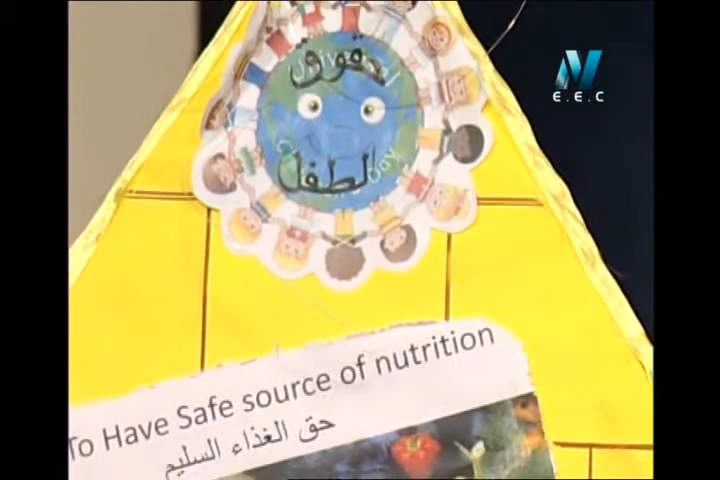 E.E.C
حقوق
الطفل
To Have Safe source of nutrition
حق الغذاء السليم